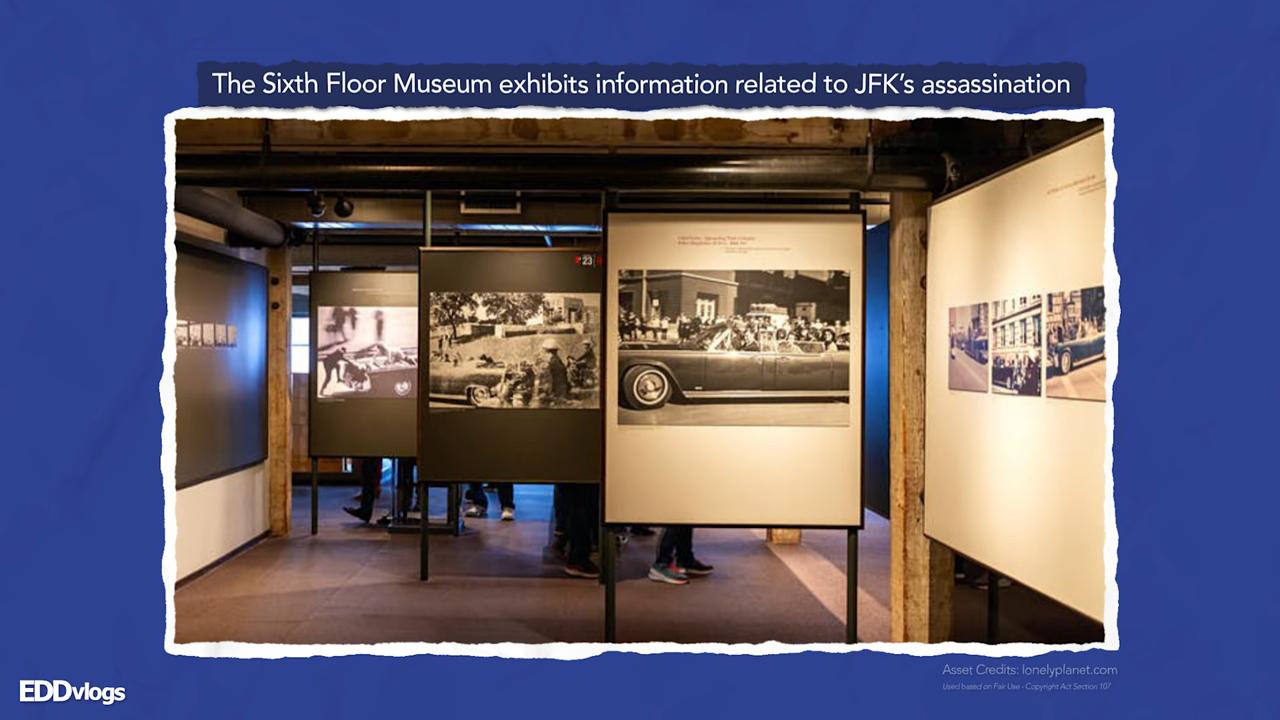 The Sixth Floor Museum exhibits information related to JFK's assassination
23
Asset Credits: lonelyplanet.com
Used based on Fair Use - Copyright Act Section 107
EDDvlogs